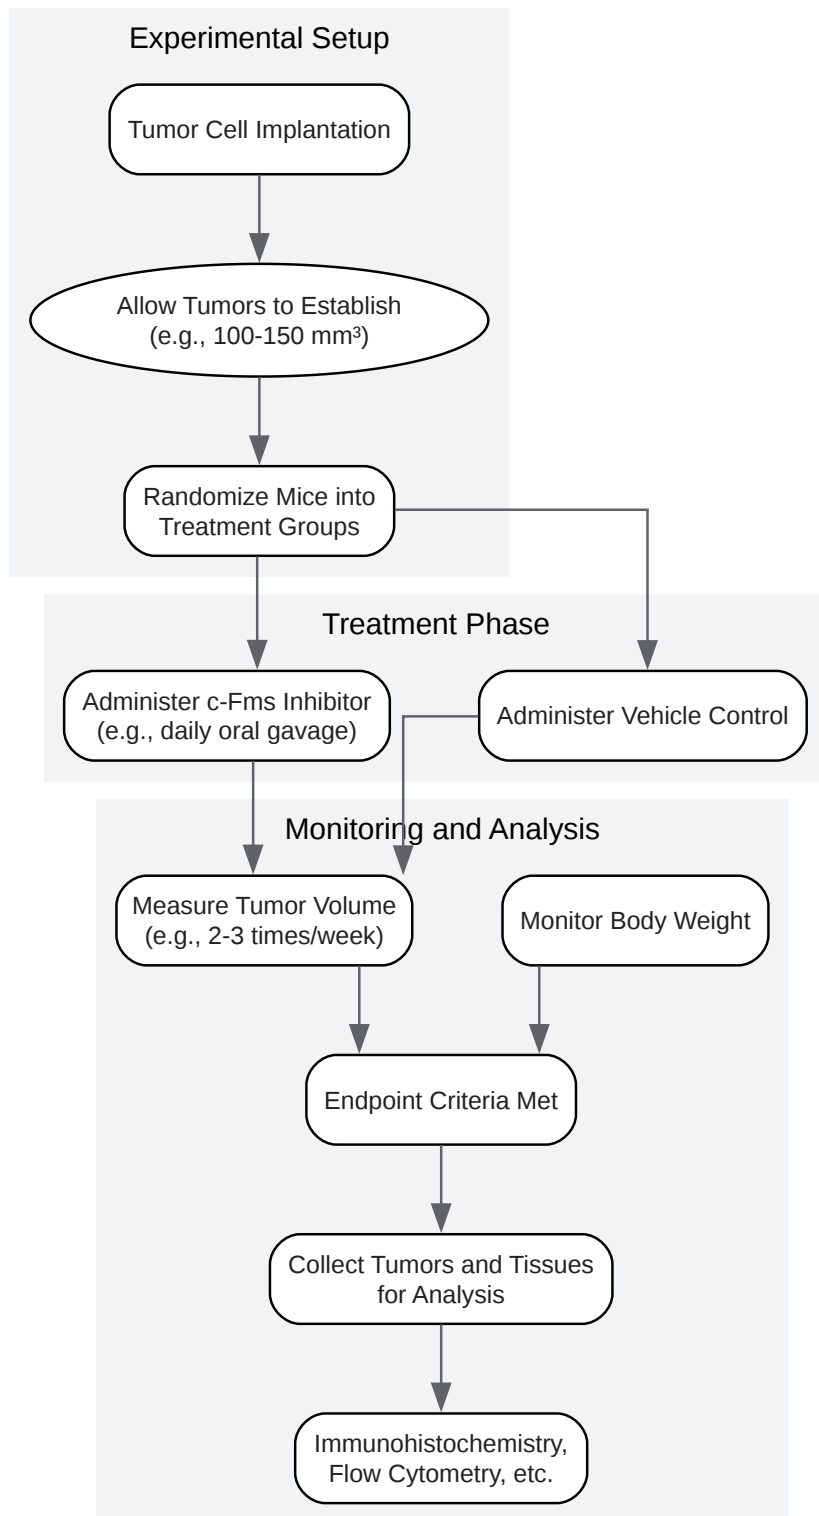 Experimental Setup
Tumor Cell Implantation
Allow Tumors to Establish
(e.g., 100-150 mm³)
Randomize Mice into
Treatment Groups
Treatment Phase
Administer c-Fms Inhibitor
(e.g., daily oral gavage)
Administer Vehicle Control
Monitoring and Analysis
Measure Tumor Volume
(e.g., 2-3 times/week)
Monitor Body Weight
Endpoint Criteria Met
Collect Tumors and Tissues
for Analysis
Immunohistochemistry,
Flow Cytometry, etc.